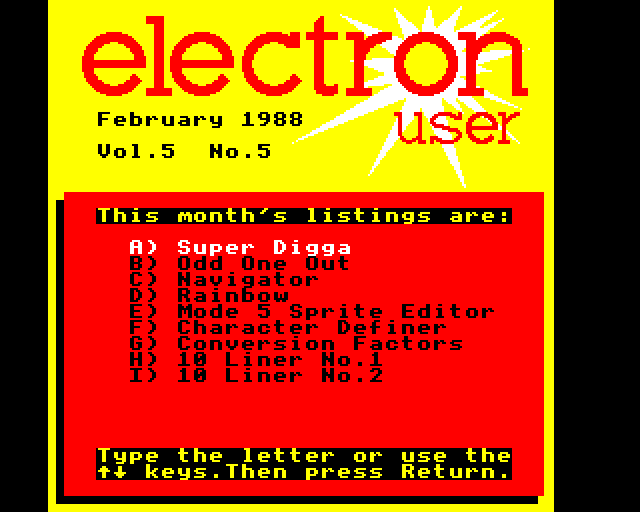 electron
user
February 1988
Vol.5 No.5
This month's listings are:
A) Super Digga
B) Odd One Out
C) Navigator
D) Rainbow
E) Mode 5 Sprite Editor
F) Character Definer
G) Conversion Factors
H) 10 Liner No.1
I) 10 Liner No.2
Type the letter or use the
↑↓ keys.Then press Return.